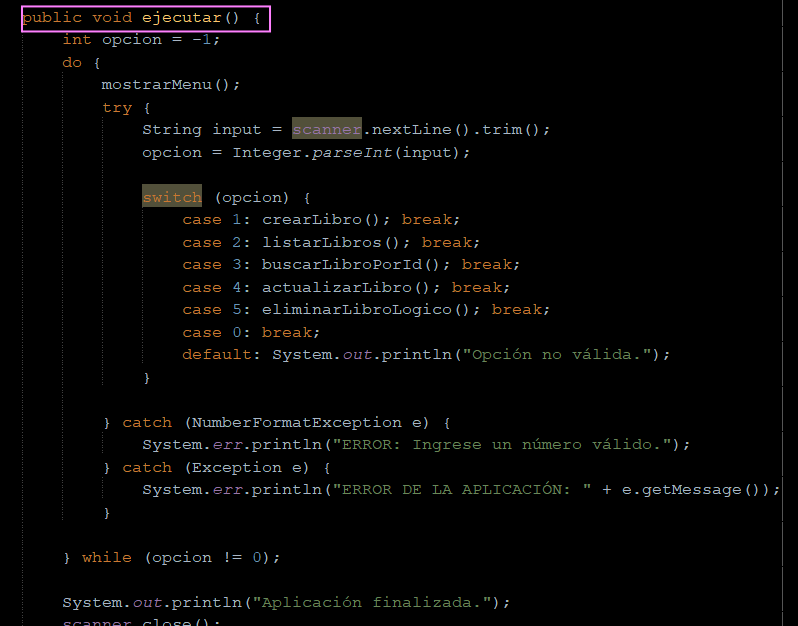 public void ejecutar() {
int opcion = -1;
do {
mostrarMenu();
try {
String input = scanner.nextLine().trim();
opcion = Integer.parseInt(input);
switch (opcion) {
case 1: crearLibro(); break;
case 2: listarLibros(); break;
case 3: buscarLibroPorId(); break;
case 4: actualizarLibro(); break;
case 5: eliminarLibroLogico(); break;
case 0: break;
default: System.out.println("Opción no válida.");
}
} catch (NumberFormatException e) {
System.err.println("ERROR: Ingrese un número válido.");
} catch (Exception e) {
System.err.println("ERROR DE LA APLICACIÓN: " + e.getMessage());
}
} while (opcion != 0);
System.out.println("Aplicación finalizada.");
scanner.close();